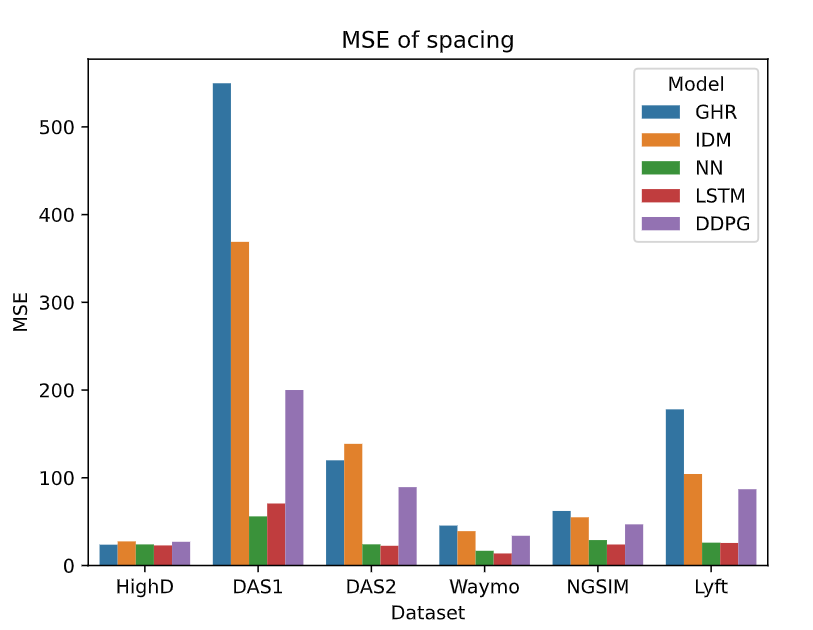 MSE of spacing
Model
GHR
IDM
NN
LSTM
DDPG
MSE
500
400
300
200
100
0
HighD DAS1 DAS2 Waymo NGSIM Lyft
Dataset